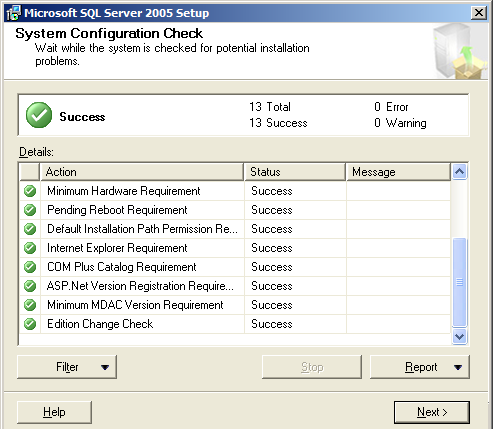 Microsoft SQL Server 2005 Setup
System Configuration Check
Wait while the system is checked for potential installation
problems.
Success
13 Total
0 Error
13 Success
0 Warning
Details:
Action Status Message
Minimum Hardware Requirement Success
Pending Reboot Requirement Success
Default Installation Path Permission Re... Success
Internet Explorer Requirement Success
COM Plus Catalog Requirement Success
ASP.Net Version Registration Require... Success
Minimum MDAC Version Requirement Success
Edition Change Check Success
Filter Stop Report
Help Next >